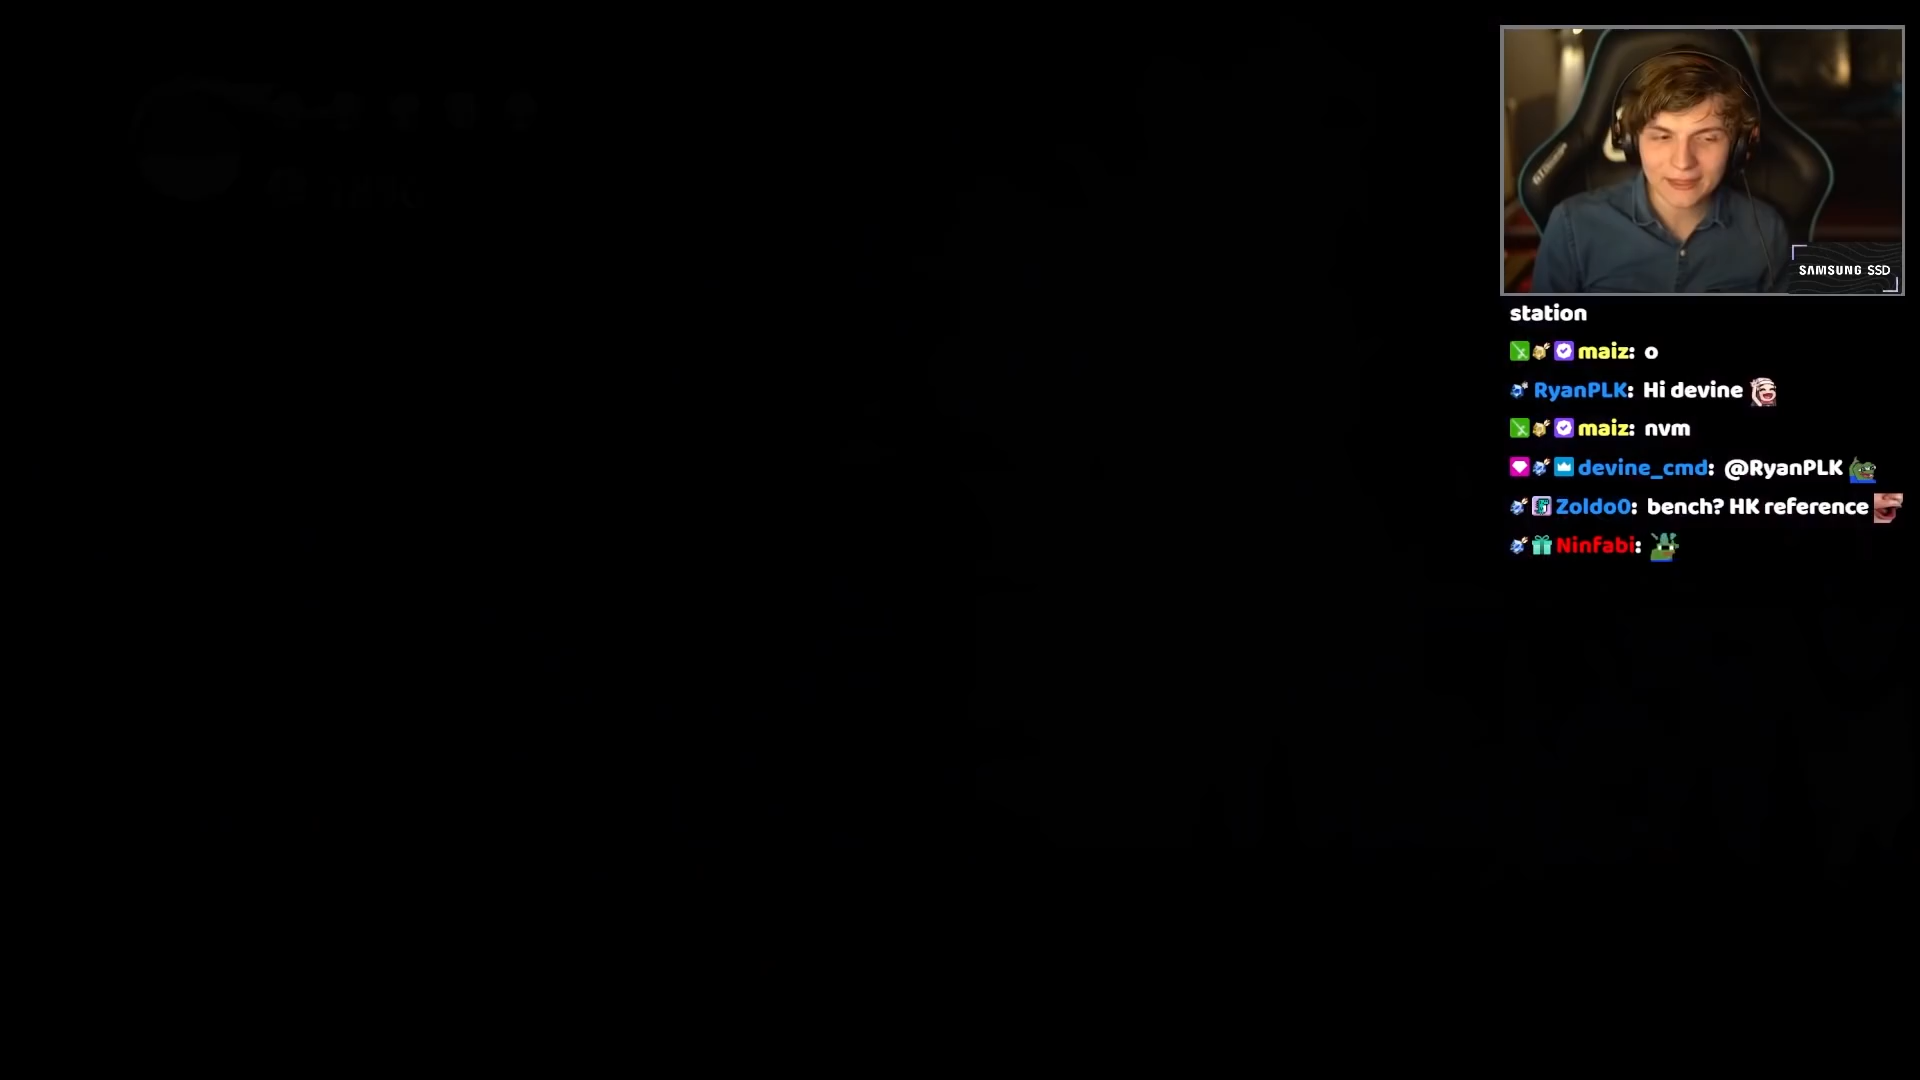 SAMSUNG SSD
station
maiz: o
RyanPLK: Hi devine
maiz: nvm
devine_cmd: @RyanPLK
Zoldo0: bench? HK reference
Ninfabi: